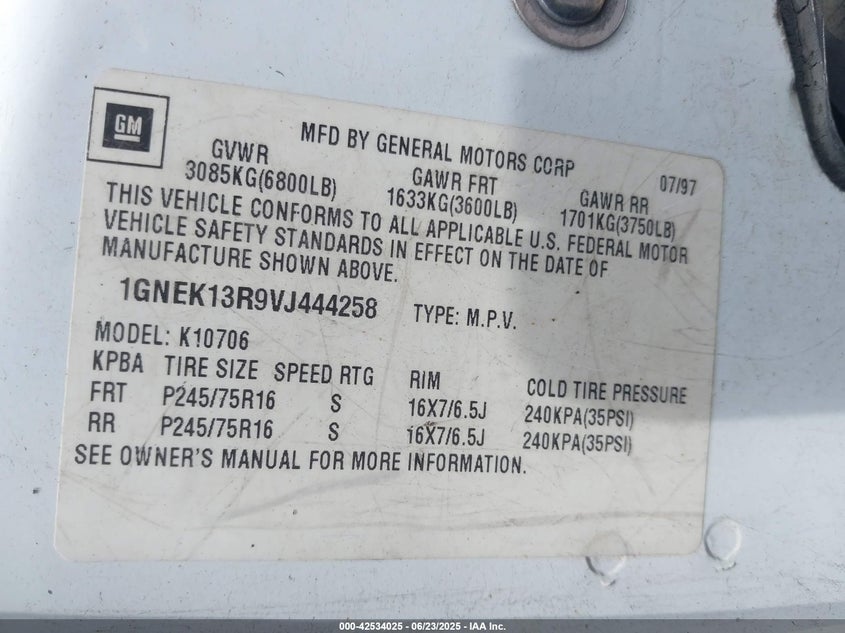 GM
MFD BY GENERAL MOTORS CORP 07/97
GVWR GAWR FRT GAWR RR
3085KG(6800LB) 1633KG(3600LB) 1701KG(3750LB)
THIS VEHICLE CONFORMS TO ALL APPLICABLE U.S. FEDERAL MOTOR
VEHICLE SAFETY STANDARDS IN EFFECT ON THE DATE OF
MANUFACTURE SHOWN ABOVE.
1GNEK13R9VJ444258 TYPE: M.P.V.
MODEL: K10706
KPBA TIRE SIZE SPEED RTG RIM COLD TIRE PRESSURE
FRT P245/75R16 S 16X7/6.5J 240KPA(35PSI)
RR P245/75R16 S 16X7/6.5J 240KPA(35PSI)
SEE OWNER'S MANUAL FOR MORE INFORMATION.
000-42534025 - 06/23/2025 - IAA Inc.